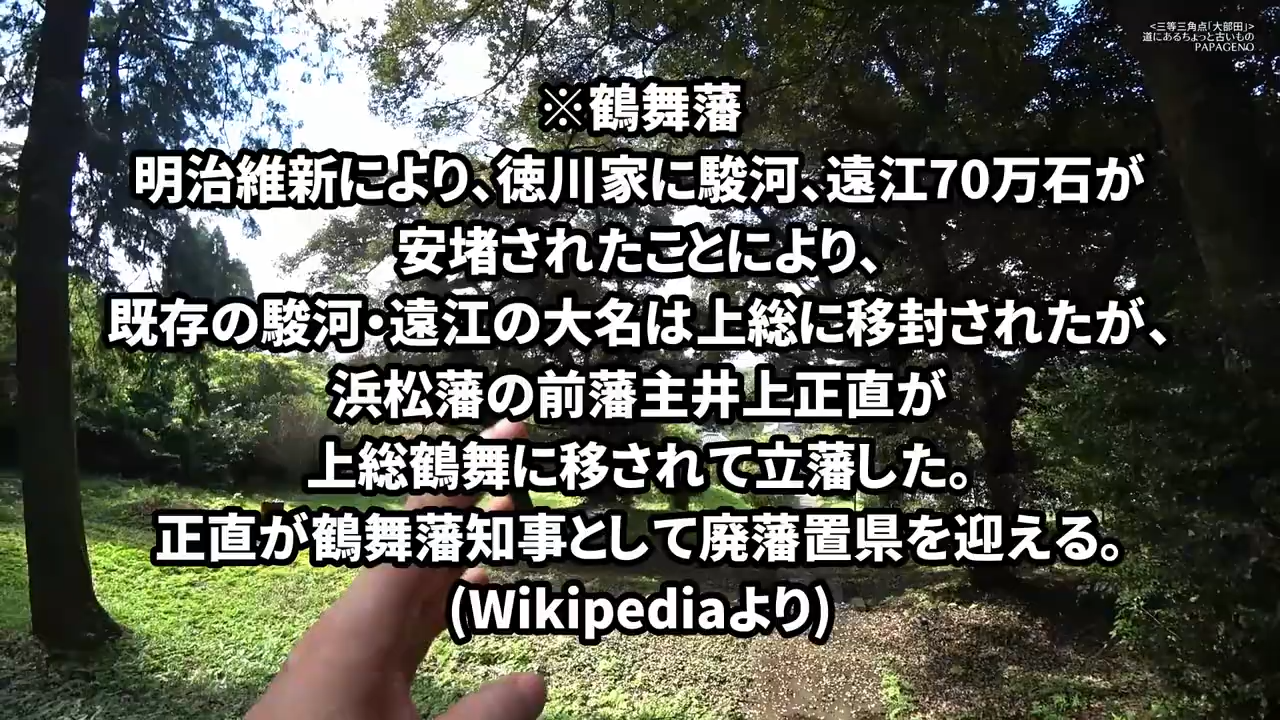 <三等三角点「大部田」>
道にあるちょっと古いもの
PAPAGENO
※鶴舞藩
明治維新により、徳川家に駿河、遠江70万石が
安堵されたことにより、
既存の駿河・遠江の大名は上総に移封されたが、
浜松藩の前藩主井上正直が
上総鶴舞に移されて立藩した。
正直が鶴舞藩知事として廃藩置県を迎える。
(Wikipediaより)